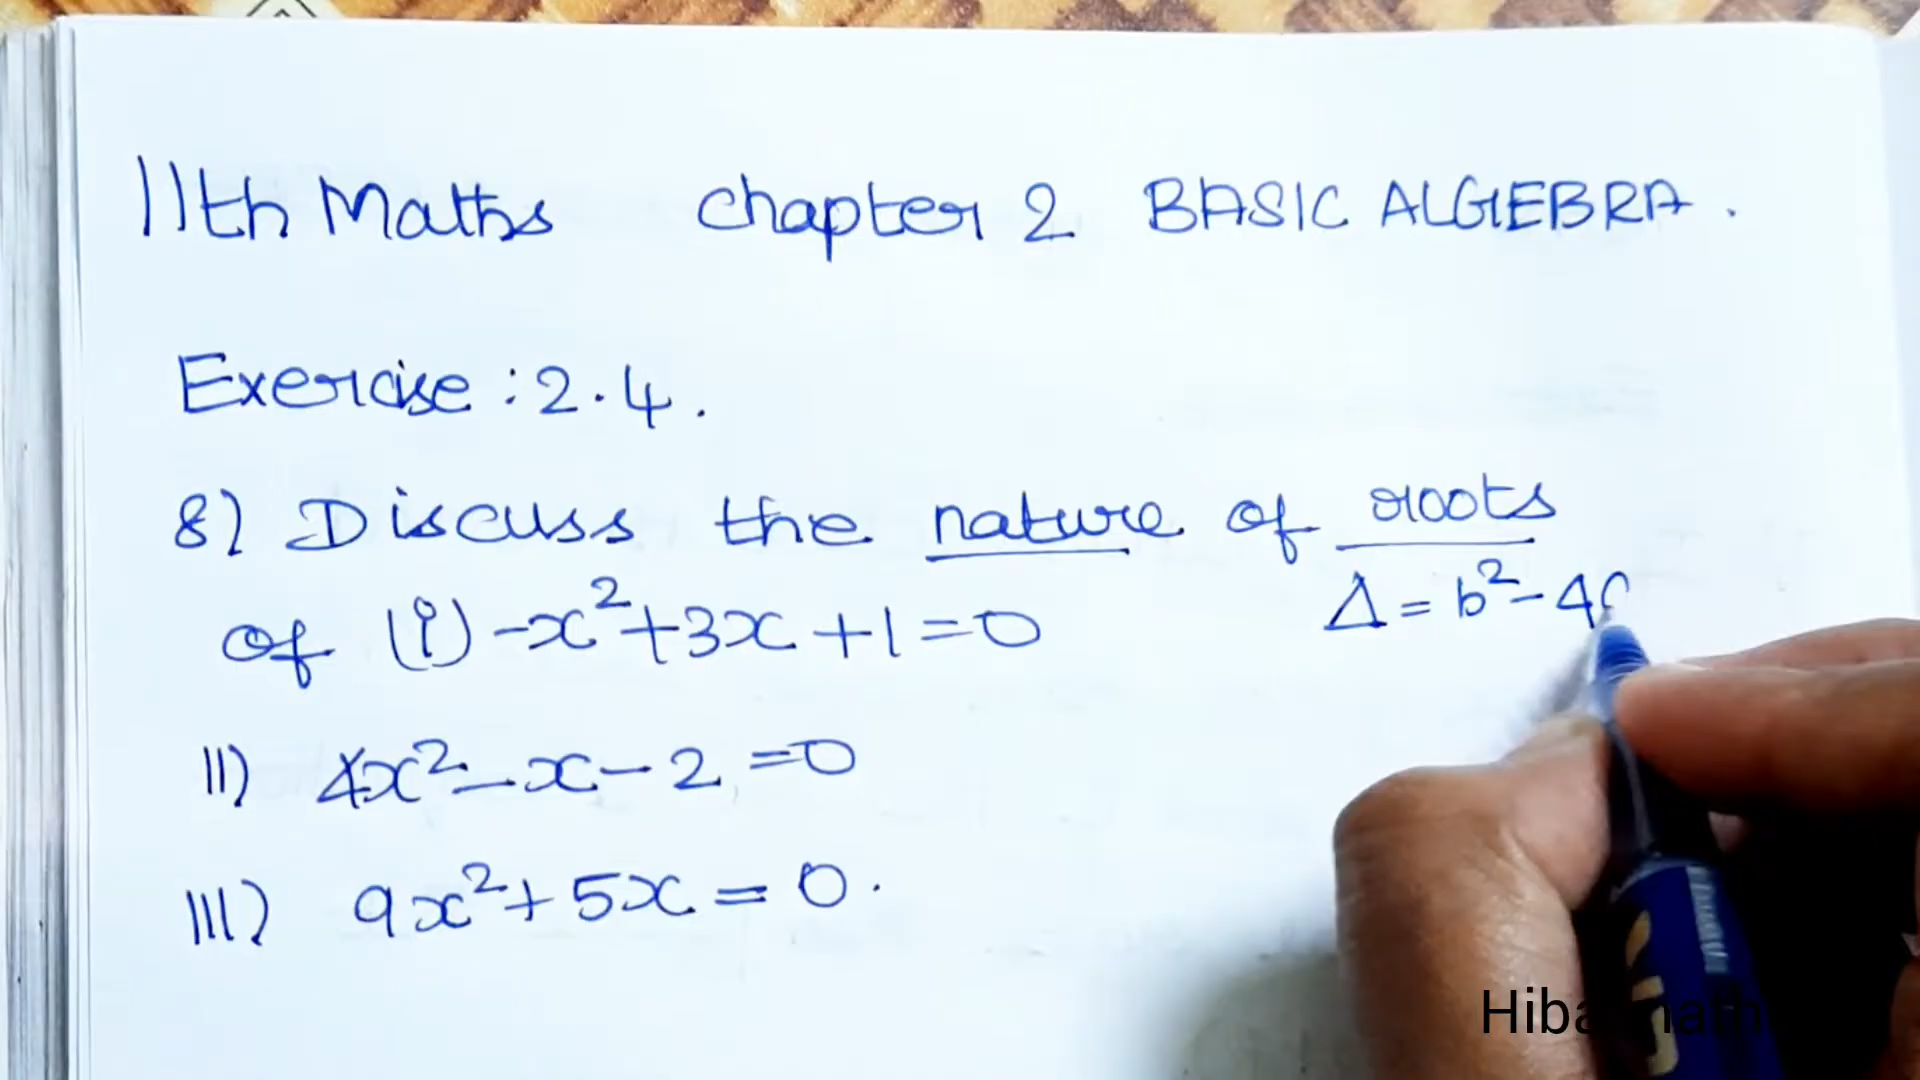 11th Maths chapter 2 BASIC ALGEBRA.
Exercise : 2.4.
8) Discuss the nature of roots
Δ = b² - 4
of (i) -x² + 3x + 1 = 0
II) 4x² - x - 2 = 0
III) 9x² + 5x = 0.
Hiba